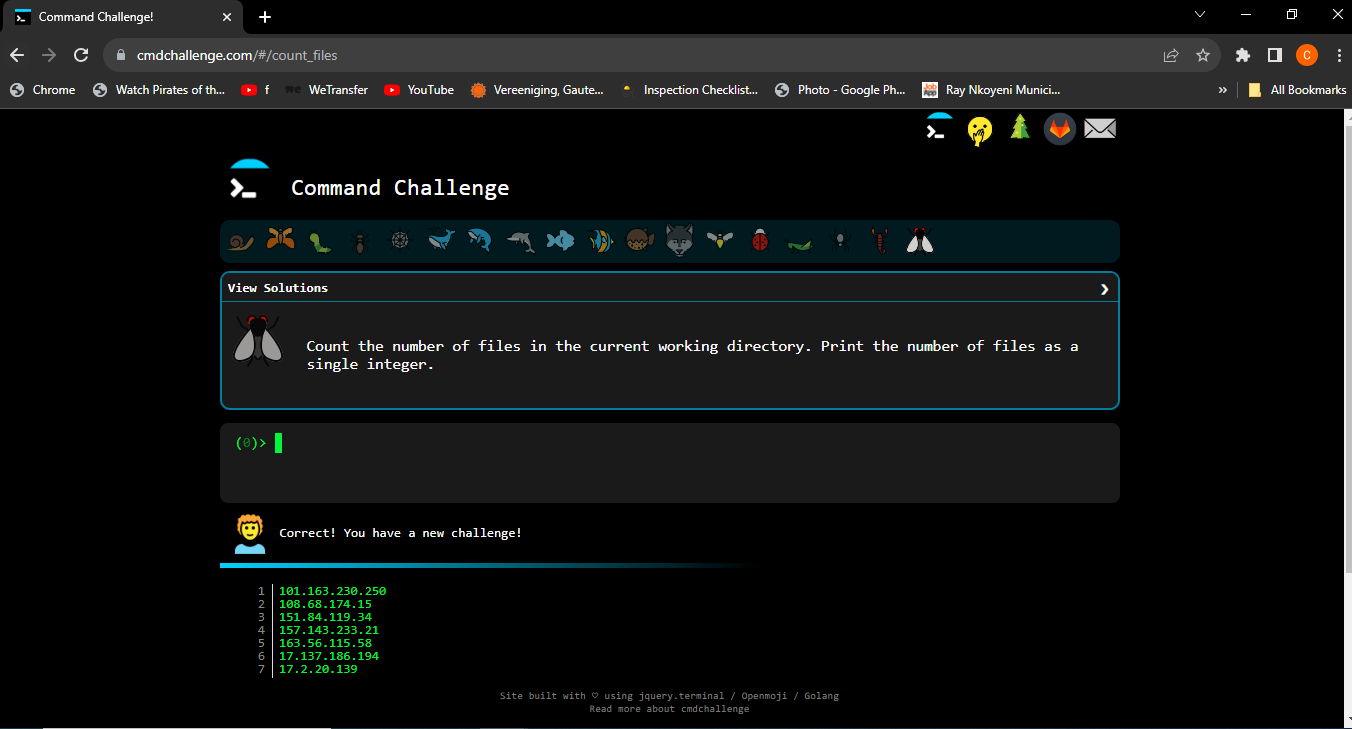 Command Challenge!
cmdchallenge.com/#/count_files
C
Chrome
Watch Pirates of th...
f
we WeTransfer
YouTube
Vereeniging, Gaute...
Inspection Checklist...
Photo - Google Ph...
Job App
Ray Nkoyeni Munici...
»
All Bookmarks
Command Challenge
View Solutions
Count the number of files in the current working directory. Print the number of files as a
single integer.
(0)>
Correct! You have a new challenge!
1 101.163.230.250
2 108.68.174.15
3 151.84.119.34
4 157.143.233.21
5 163.56.115.58
6 17.137.186.194
7 17.2.20.139
Site built with ♡ using jquery.terminal / Openmoji / Golang
Read more about cmdchallenge